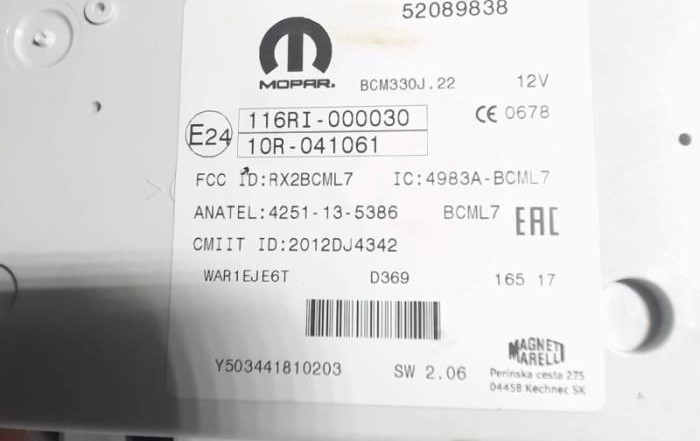 52089838
MOPAR.
BCM330J.22 12V
E24 116RI-000030 CE 0678
10R-041061
FCC ID:RX2BCML7 IC:4983A-BCML7
ANATEL:4251-13-5386 BCML7 EAC
CMIIT ID:2012DJ4342
WAR1EJE6T D369 165 17
MAGNETI
MARELLI
Y503441810203 SW 2.06
Perinska cesta 275
04458 Kechnec SK